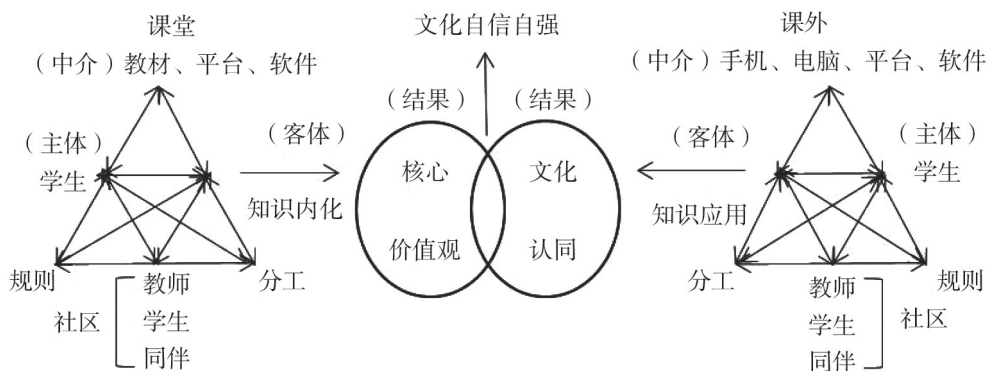 课堂
（中介）教材、平台、软件
（主体）
学生
（客体）
知识内化
规则
分工
社区
教师
学生
同伴
文化自信自强
（结果）
（结果）
核心
价值观
文化
认同
课外
（中介）手机、电脑、平台、软件
（客体）
知识应用
（主体）
学生
分工
规则
教师
学生
同伴
社区